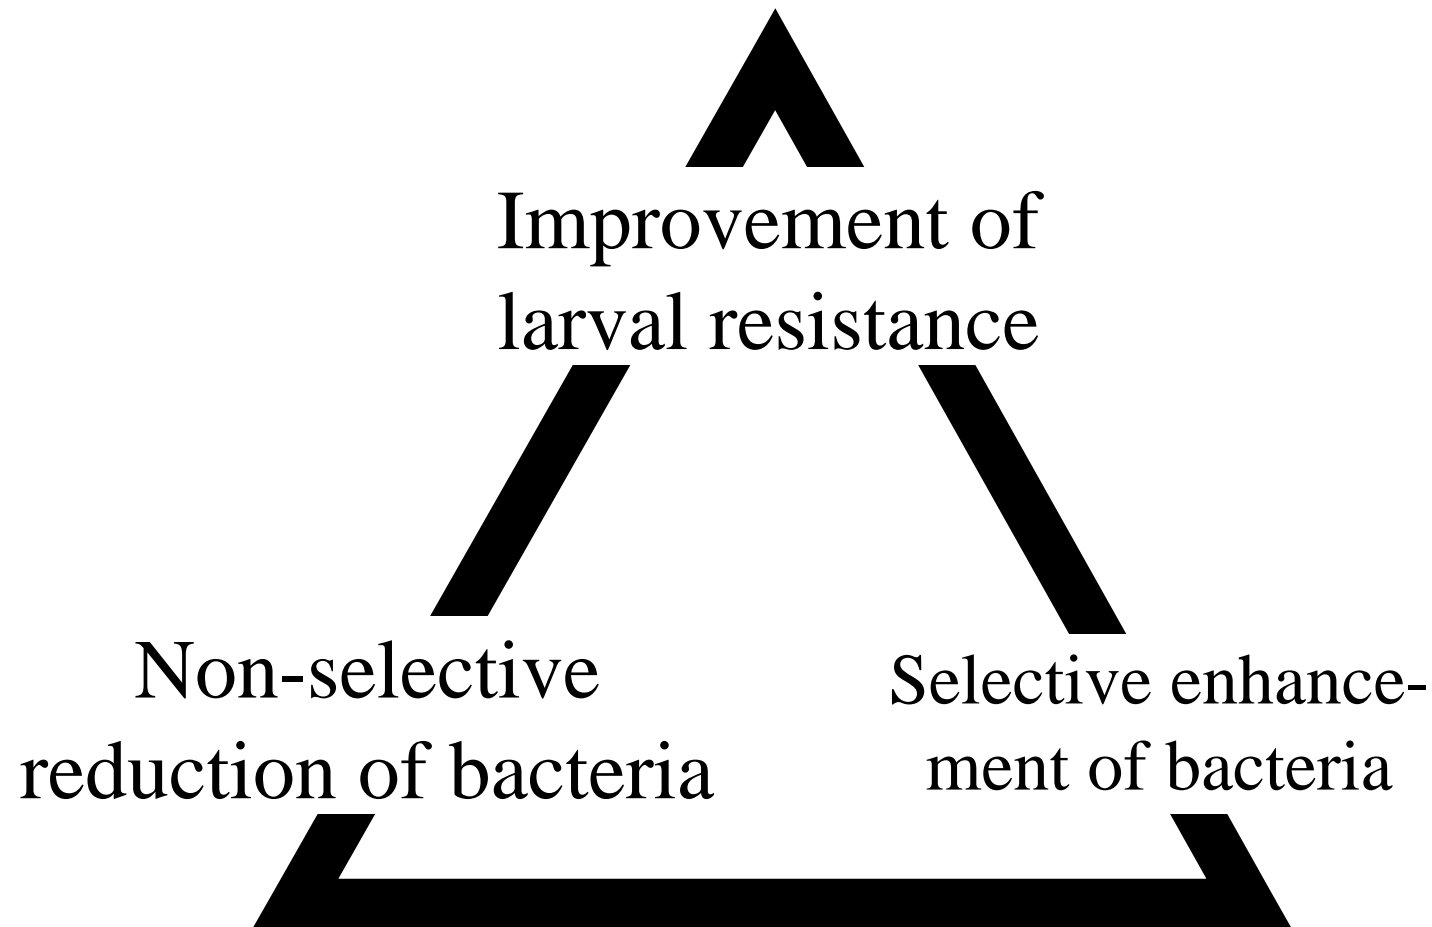 Improvement of
larval resistance
Non-selective
reduction of bacteria
Selective enhance-
ment of bacteria